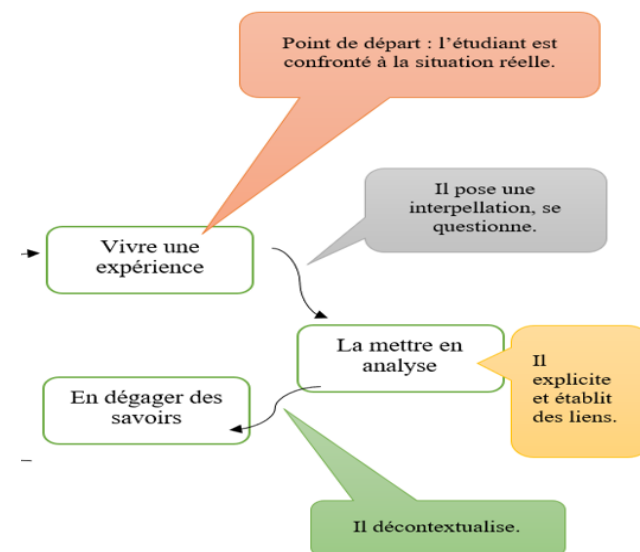 Point de départ : l'étudiant est
confronté à la situation réelle.
Il pose une
interpellation, se
questionne.
Vivre une
expérience
La mettre en
analyse
Il
explicite
et établit
des liens.
En dégager des
savoirs
Il décontextualise.